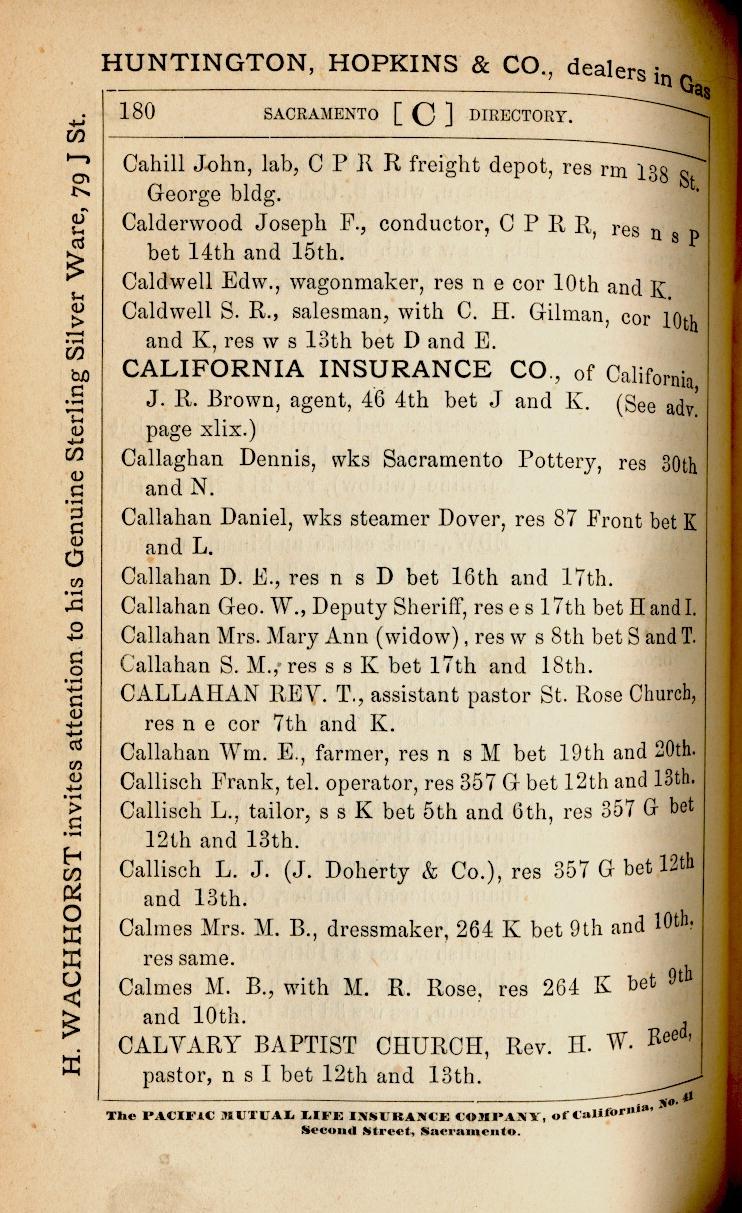 HUNTINGTON, HOPKINS & CO., dealers in Gas
180 SACRAMENTO [ C ] DIRECTORY.
Cahill John, lab, C P R R freight depot, res rm 138 St.
George bldg.
Calderwood Joseph F., conductor, C P R R, res n s P
bet 14th and 15th.
Caldwell Edw., wagonmaker, res n e cor 10th and K.
Caldwell S. R., salesman, with C. H. Gilman, cor 10th
and K, res w s 13th bet D and E.
CALIFORNIA INSURANCE CO., of California,
J. R. Brown, agent, 46 4th bet J and K. (See adv.
page xlix.)
Callaghan Dennis, wks Sacramento Pottery, res 30th
and N.
Callahan Daniel, wks steamer Dover, res 87 Front bet K
and L.
Callahan D. E., res n s D bet 16th and 17th.
Callahan Geo. W., Deputy Sheriff, res e s 17th bet H and I.
Callahan Mrs. Mary Ann (widow), res w s 8th bet S and T.
Callahan S. M., res s s K bet 17th and 18th.
CALLAHAN REV. T., assistant pastor St. Rose Church,
res n e cor 7th and K.
Callahan Wm. E., farmer, res n s M bet 19th and 20th.
Callisch Frank, tel. operator, res 357 G bet 12th and 13th.
Callisch L., tailor, s s K bet 5th and 6th, res 357 G bet
12th and 13th.
Callisch L. J. (J. Doherty & Co.), res 357 G bet 12th
and 13th.
Calmes Mrs. M. B., dressmaker, 264 K bet 9th and 10th,
res same.
Calmes M. B., with M. R. Rose, res 264 K bet 9th
and 10th.
CALVARY BAPTIST CHURCH, Rev. H. W. Reed,
pastor, n s I bet 12th and 13th.
The PACIFIC MUTUAL LIFE INSURANCE COMPANY, of California, No. 41
Second Street, Sacramento.
H. WACHHORST invites attention to his Genuine Sterling Silver Ware, 79 J St.